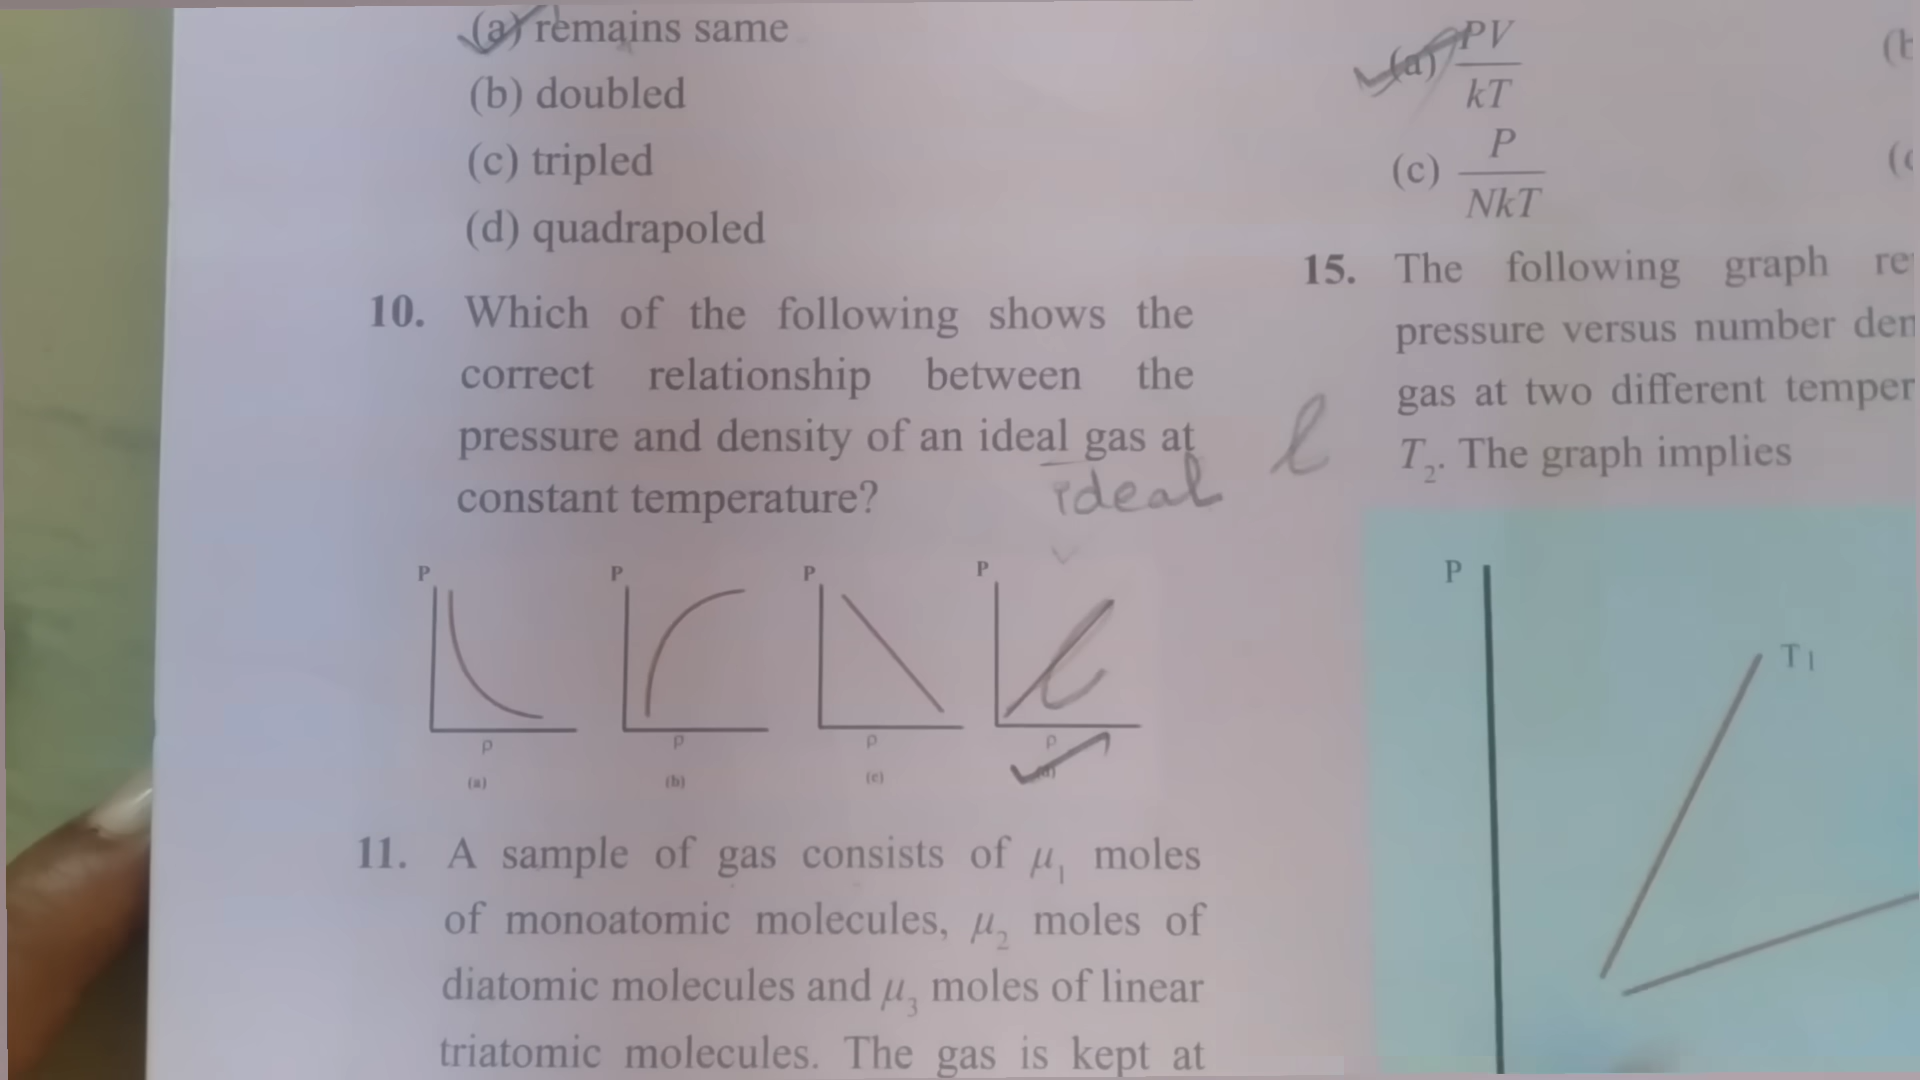 (a) remains same
(b) doubled
(c) tripled
(d) quadrapoled
10. Which of the following shows the
correct relationship between the
pressure and density of an ideal gas at
constant temperature?
ideal
P P P P
ρ ρ ρ ρ
(a) (b) (c) (d)
11. A sample of gas consists of μ₁ moles
of monoatomic molecules, μ₂ moles of
diatomic molecules and μ₃ moles of linear
triatomic molecules. The gas is kept at
(a) PV
kT
(c) P
NkT
15. The following graph
pressure versus number
gas at two different
T₂. The graph implies
P
T₁